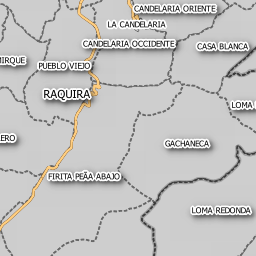 CANDELARIA ORIENTE
LA CANDELARIA
CANDELARIA OCCIDENTE
CASA BLANCA
PUEBLO VIEJO
RAQUIRA
LOMA
GACHANECA
FIRITA PEÑA ABAJO
LOMA REDONDA